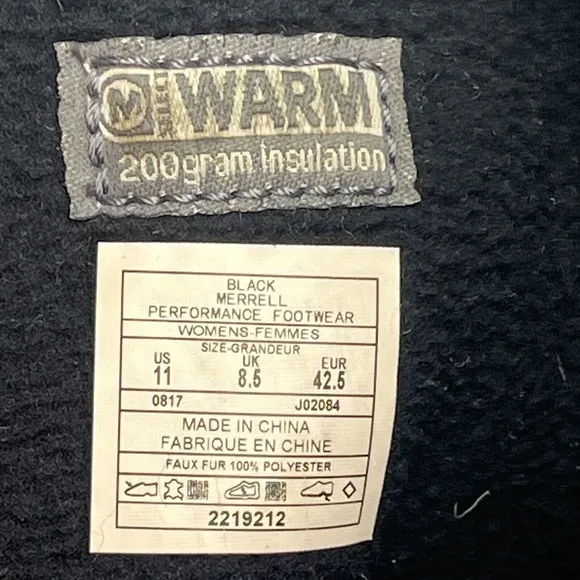 WARM
200gram insulation
BLACK
MERRELL
PERFORMANCE FOOTWEAR
WOMENS-FEMMES
SIZE-GRANDEUR
US UK EUR
11 8.5 42.5
0817 J02084
MADE IN CHINA
FABRIQUE EN CHINE
FAUX FUR 100% POLYESTER
2219212